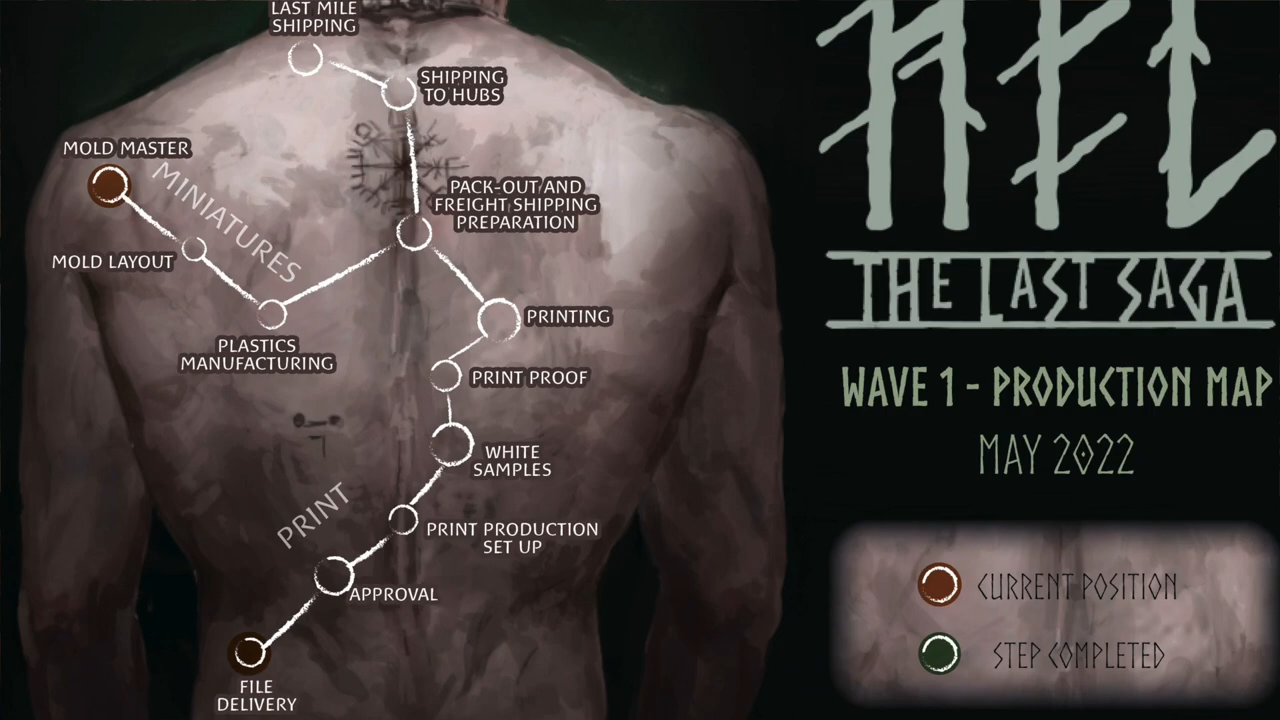 LAST MILE
SHIPPING
SHIPPING
TO HUBS
MOLD MASTER
MINIATURES
PACK-OUT AND
FREIGHT SHIPPING
PREPARATION
MOLD LAYOUT
PRINTING
PLASTICS
MANUFACTURING
PRINT PROOF
WHITE
SAMPLES
PRINT
PRINT PRODUCTION
SET UP
APPROVAL
FILE
DELIVERY
HEL
THE LAST SAGA
WAVE 1 - PRODUCTION MAP
MAY 2022
CURRENT POSITION
STEP COMPLETED